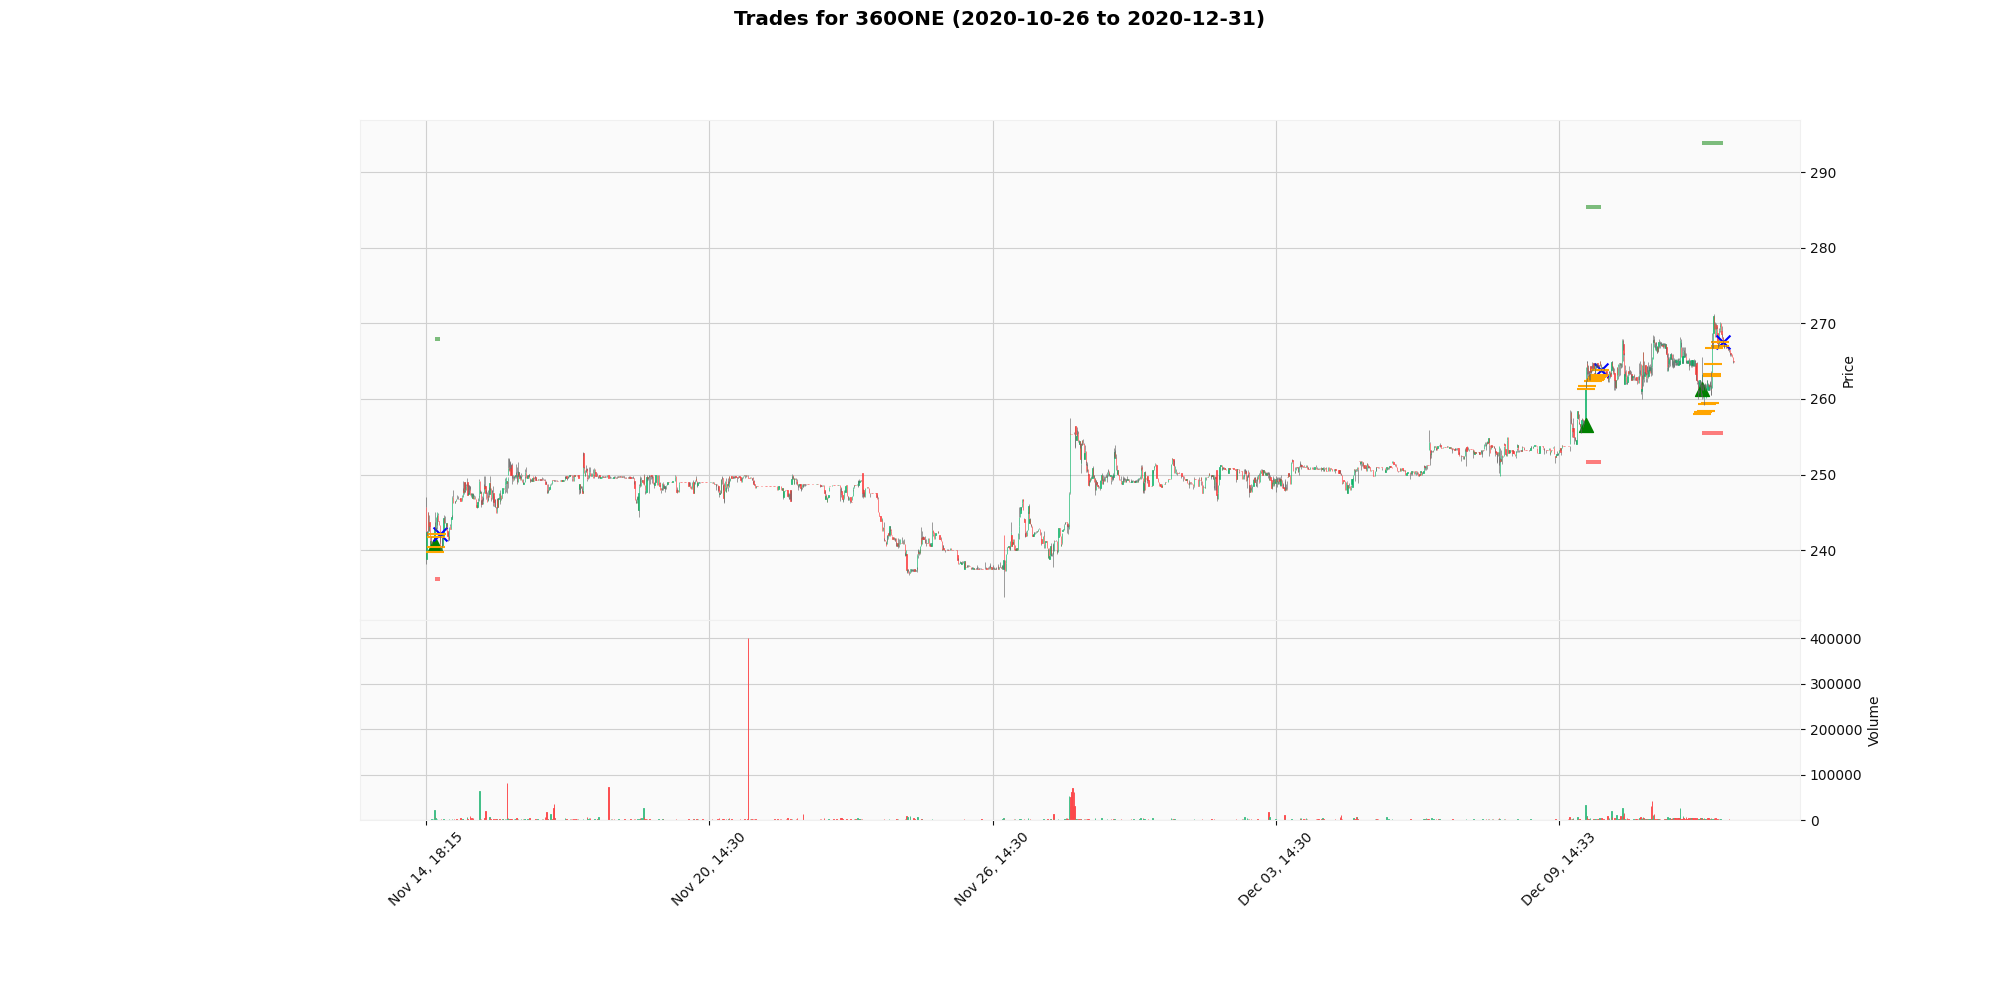 Trades for 360ONE (2020-10-26 to 2020-12-31)
290
280
270
260
250
240
Price
400000
300000
200000
100000
0
Volume
Nov 14, 18:15
Nov 20, 14:30
Nov 26, 14:30
Dec 03, 14:30
Dec 09, 14:33